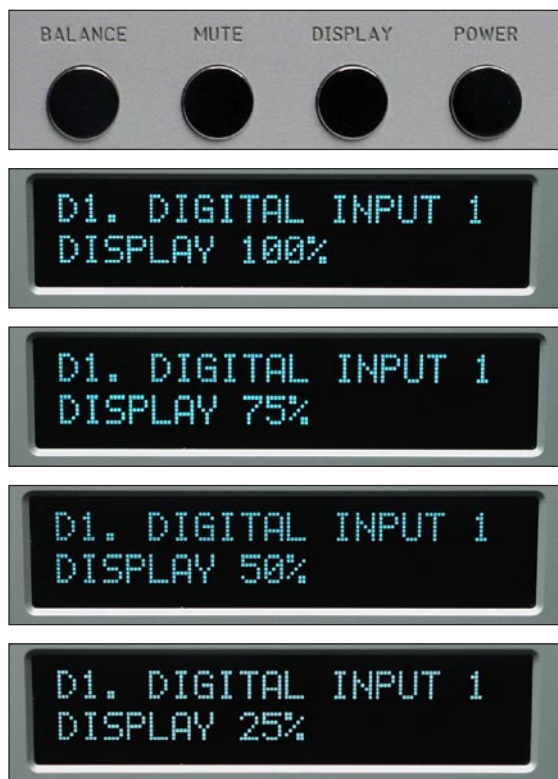 BALANCE MUTE DISPLAY POWER
D1. DIGITAL INPUT 1
DISPLAY 100%
D1. DIGITAL INPUT 1
DISPLAY 75%
D1. DIGITAL INPUT 1
DISPLAY 50%
D1. DIGITAL INPUT 1
DISPLAY 25%